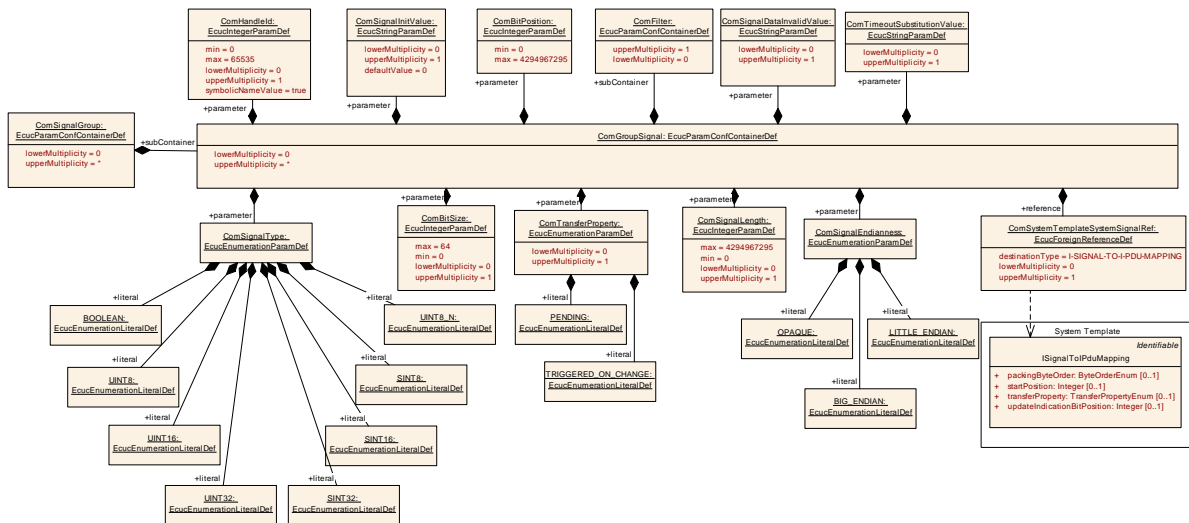 ComHandleId:
EcucIntegerParamDef
min = 0
max = 65535
lowerMultiplicity = 0
upperMultiplicity = 1
symbolicNameValue = true
ComSignalInitValue:
EcucStringParamDef
lowerMultiplicity = 0
upperMultiplicity = 1
defaultValue = 0
ComBitPosition:
EcucIntegerParamDef
min = 0
max = 4294967295
ComFilter:
EcucParamConfContainerDef
upperMultiplicity = 1
lowerMultiplicity = 0
ComSignalDataInvalidValue:
EcucStringParamDef
lowerMultiplicity = 0
upperMultiplicity = 1
ComTimeoutSubstitutionValue:
EcucStringParamDef
lowerMultiplicity = 0
upperMultiplicity = 1
+parameter
+parameter
+parameter
+subContainer
+parameter
+parameter
ComSignalGroup:
EcucParamConfContainerDef
lowerMultiplicity = 0
upperMultiplicity = *
+subContainer
ComGroupSignal: EcucParamConfContainerDef
lowerMultiplicity = 0
upperMultiplicity = *
+parameter
+parameter
+parameter
+parameter
+parameter
+reference
ComSignalType:
EcucEnumerationParamDef
ComBitSize:
EcucIntegerParamDef
max = 64
min = 0
lowerMultiplicity = 0
upperMultiplicity = 1
ComTransferProperty:
EcucEnumerationParamDef
lowerMultiplicity = 0
upperMultiplicity = 1
ComSignalLength:
EcucIntegerParamDef
max = 4294967295
min = 0
lowerMultiplicity = 0
upperMultiplicity = 1
ComSignalEndianness:
EcucEnumerationParamDef
ComSystemTemplateSystemSignalRef:
EcucForeignReferenceDef
destinationType = I-SIGNAL-TO-I-PDU-MAPPING
lowerMultiplicity = 0
upperMultiplicity = 1
+literal
BOOLEAN:
EcucEnumerationLiteralDef
+literal
UINT8_N:
EcucEnumerationLiteralDef
+literal
PENDING:
EcucEnumerationLiteralDef
+literal
OPAQUE:
EcucEnumerationLiteralDef
+literal
LITTLE_ENDIAN:
EcucEnumerationLiteralDef
System Template
Identifiable
ISignalToIPduMapping
+ packingByteOrder: ByteOrderEnum [0..1]
+ startPosition: Integer [0..1]
+ transferProperty: TransferPropertyEnum [0..1]
+ updateIndicationBitPosition: Integer [0..1]
+literal
UINT8:
EcucEnumerationLiteralDef
+literal
SINT8:
EcucEnumerationLiteralDef
+literal
TRIGGERED_ON_CHANGE:
EcucEnumerationLiteralDef
+literal
BIG_ENDIAN:
EcucEnumerationLiteralDef
+literal
UINT16:
EcucEnumerationLiteralDef
+literal
SINT16:
EcucEnumerationLiteralDef
+literal
UINT32:
EcucEnumerationLiteralDef
+literal
SINT32:
EcucEnumerationLiteralDef